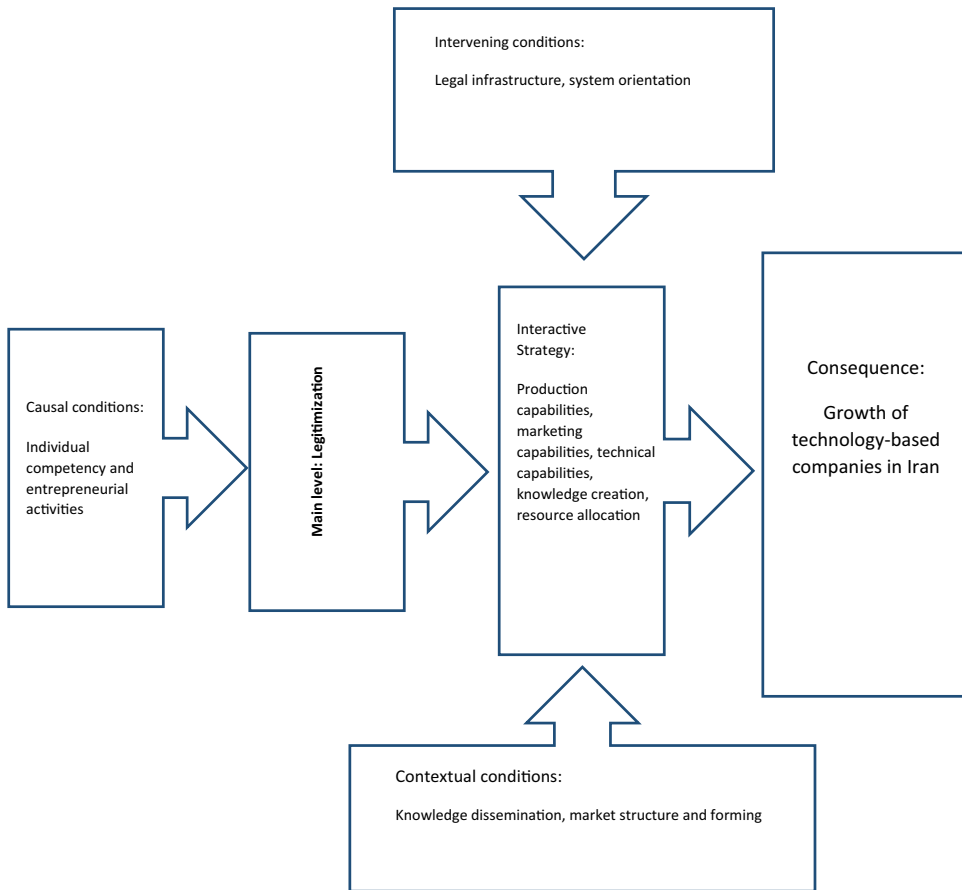 Intervening conditions:
Legal infrastructure, system orientation
Causal conditions:
Individual
competency and
entrepreneurial
activities
Main level: Legitimization
Interactive
Strategy:
Production
capabilities,
marketing
capabilities, technical
capabilities,
knowledge creation,
resource allocation
Consequence:
Growth of
technology-based
companies in Iran
Contextual conditions:
Knowledge dissemination, market structure and forming